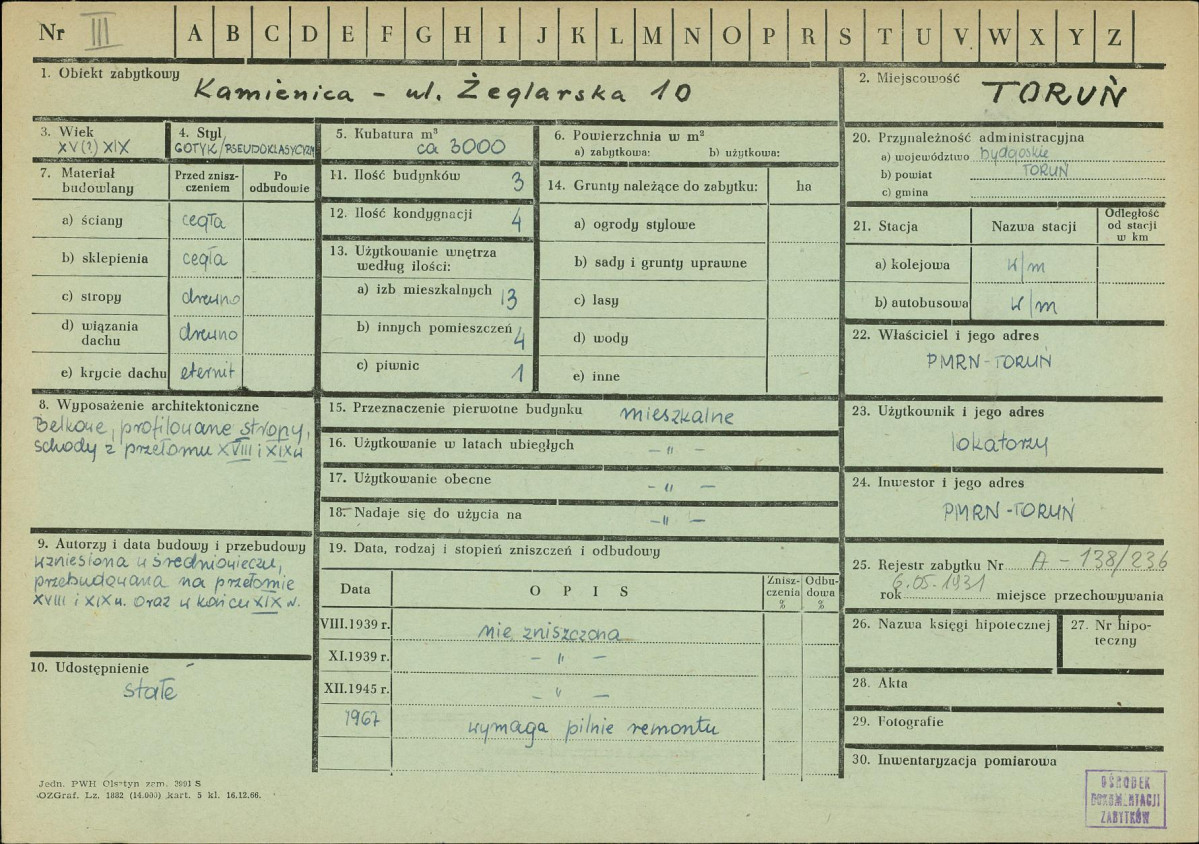 Nr III A B C D E F G H I J K L M N O P R S T U V W X Y Z
1. Obiekt zabytkowy Kamienica - ul. Żeglarska 10
2. Miejscowość TORUŃ
3. Wiek
XV(?) XIX
4. Styl
GOTYK/PSEUDOKLASYCYZM
5. Kubatura m³
ca 3000
6. Powierzchnia w m²
a) zabytkowa: b) użytkowa:
7. Materiał
budowlany
Przed znisz-
czeniem
Po
odbudowie
a) ściany cegła
b) sklepienia cegła
c) stropy drewno
d) wiązania
dachu drewno
e) krycie dachu eternit
11. Ilość budynków 3
12. Ilość kondygnacji 4
13. Użytkowanie wnętrza
według ilości:
a) izb mieszkalnych 13
b) innych pomieszczeń 4
c) piwnic 1
14. Grunty należące do zabytku: ha
a) ogrody stylowe
b) sady i grunty uprawne
c) lasy
d) wody
e) inne
8. Wyposażenie architektoniczne
Belkowe, profilowane stropy,
schody z przełomu XVIII i XIX w
9. Autorzy i data budowy i przebudowy
wzniesiona w średniowieczu,
przebudowana na przełomie
XVIII i XIX w. oraz w końcu XIX w.
10. Udostępnienie
stałe
15. Przeznaczenie pierwotne budynku mieszkalne
16. Użytkowanie w latach ubiegłych - " -
17. Użytkowanie obecne - " -
18. Nadaje się do użycia na - " -
19. Data, rodzaj i stopień zniszczeń i odbudowy
Data OPIS Znisz-
czenia
% Odbu-
dowa
%
VIII.1939 r. nie zniszczona
XI.1939 r. - " -
XII.1945 r. - " -
1967 wymaga pilnie remontu
20. Przynależność administracyjna
a) województwo bydgoskie
b) powiat TORUŃ
c) gmina
21. Stacja Nazwa stacji Odległość
od stacji
w km
a) kolejowa w/m
b) autobusowa w/m
22. Właściciel i jego adres
PMRN-TORUŃ
23. Użytkownik i jego adres
lokatorzy
24. Inwestor i jego adres
PMRN-TORUŃ
25. Rejestr zabytku Nr A - 138/236
rok 6.05.1931 miejsce przechowywania
26. Nazwa księgi hipotecznej
27. Nr hipo-
teczny
28. Akta
29. Fotografie
30. Inwentaryzacja pomiarowa
Jedn. PWH Olsztyn zam. 2991 S
OZGraf. Lz. 1882 (14.000) kart. 5 kl. 16.12.66.
OŚRODEK
DOKUMENTACJI
ZABYTKÓW